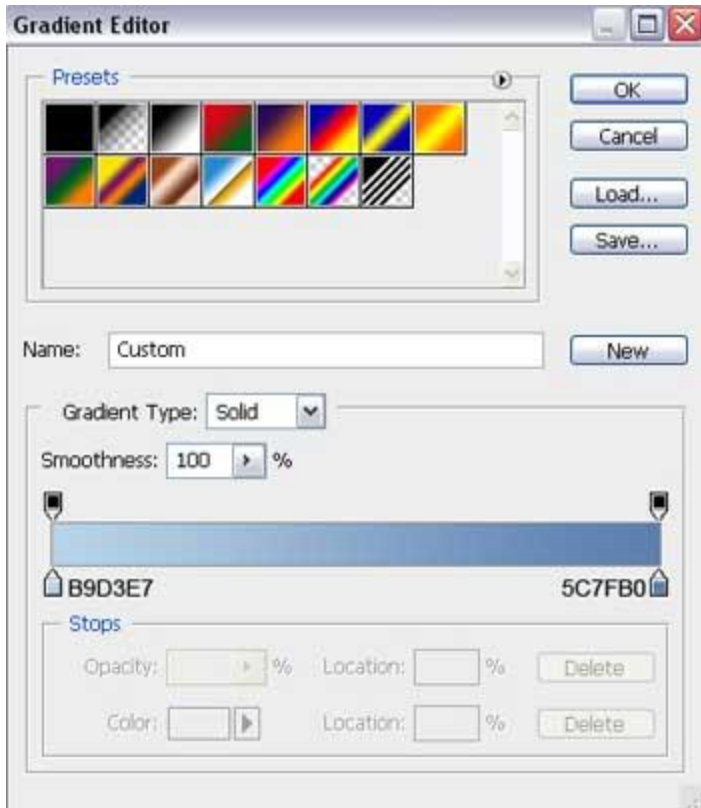 Gradient Editor
Presets
OK
Cancel
Load...
Save...
Name: Custom
New
Gradient Type: Solid
Smoothness: 100 %
B9D3E7 5C7FB0
Stops
Opacity: % Location: % Delete
Color: Location: % Delete